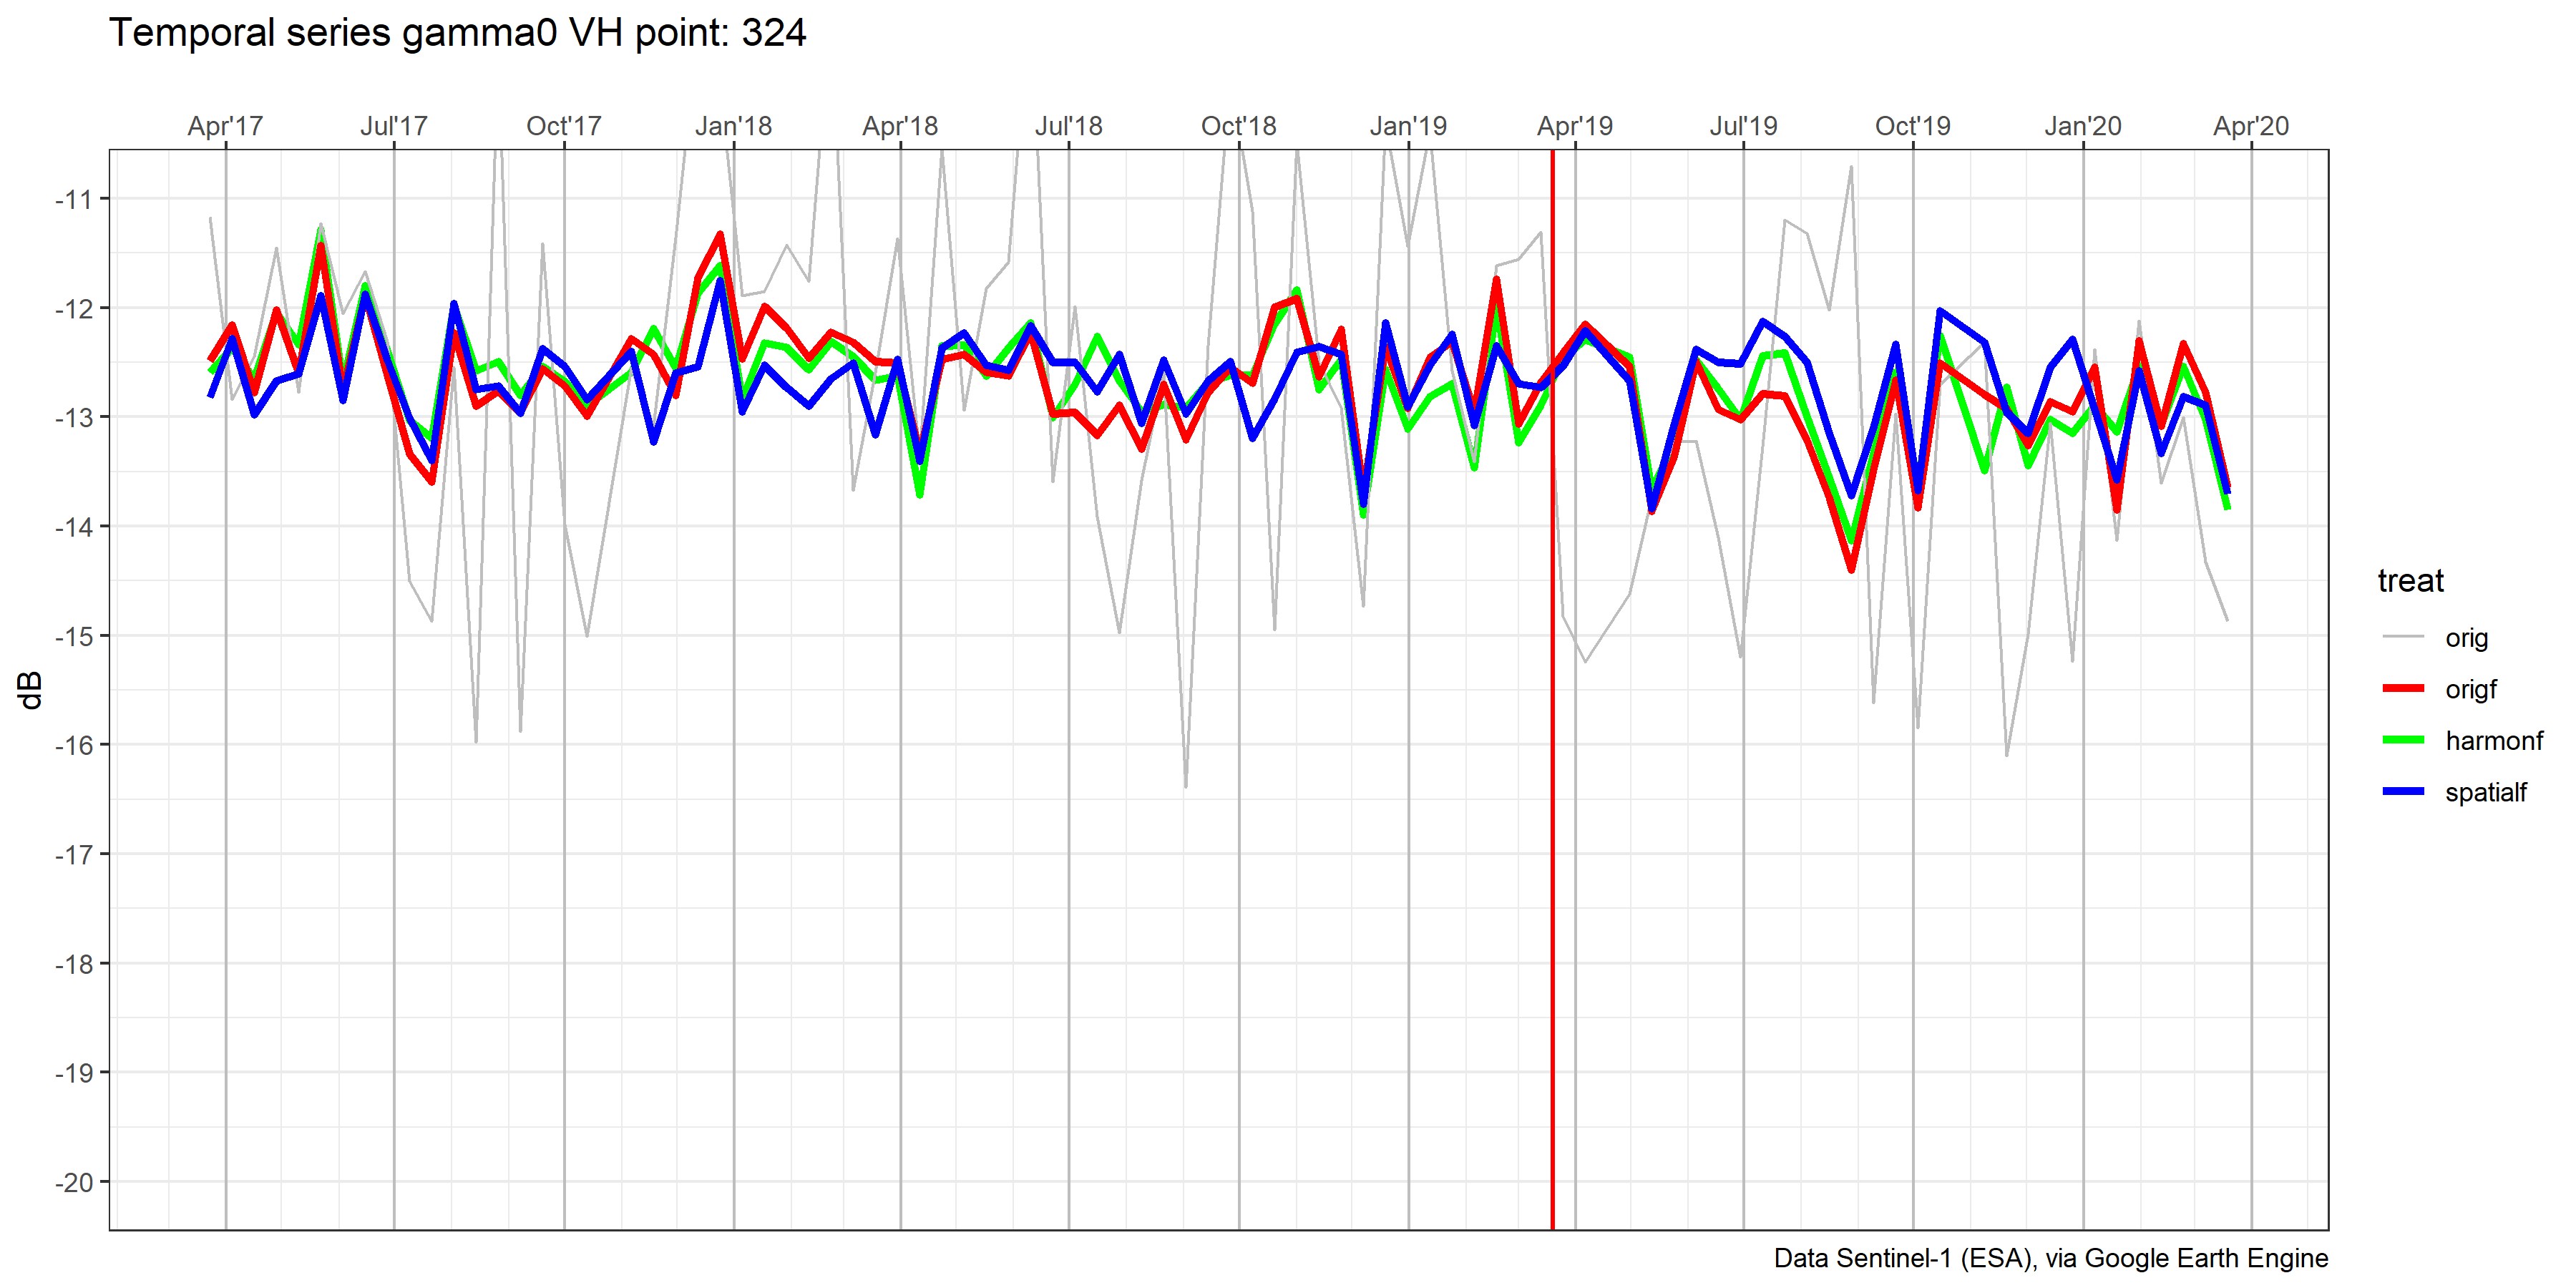 Temporal series gamma0 VH point: 324
Apr'17 Jul'17 Oct'17 Jan'18 Apr'18 Jul'18 Oct'18 Jan'19 Apr'19 Jul'19 Oct'19 Jan'20 Apr'20
-11
-12
-13
-14
-15
-16
-17
-18
-19
-20
dB
treat
orig
origf
harmonf
spatialf
Data Sentinel-1 (ESA), via Google Earth Engine